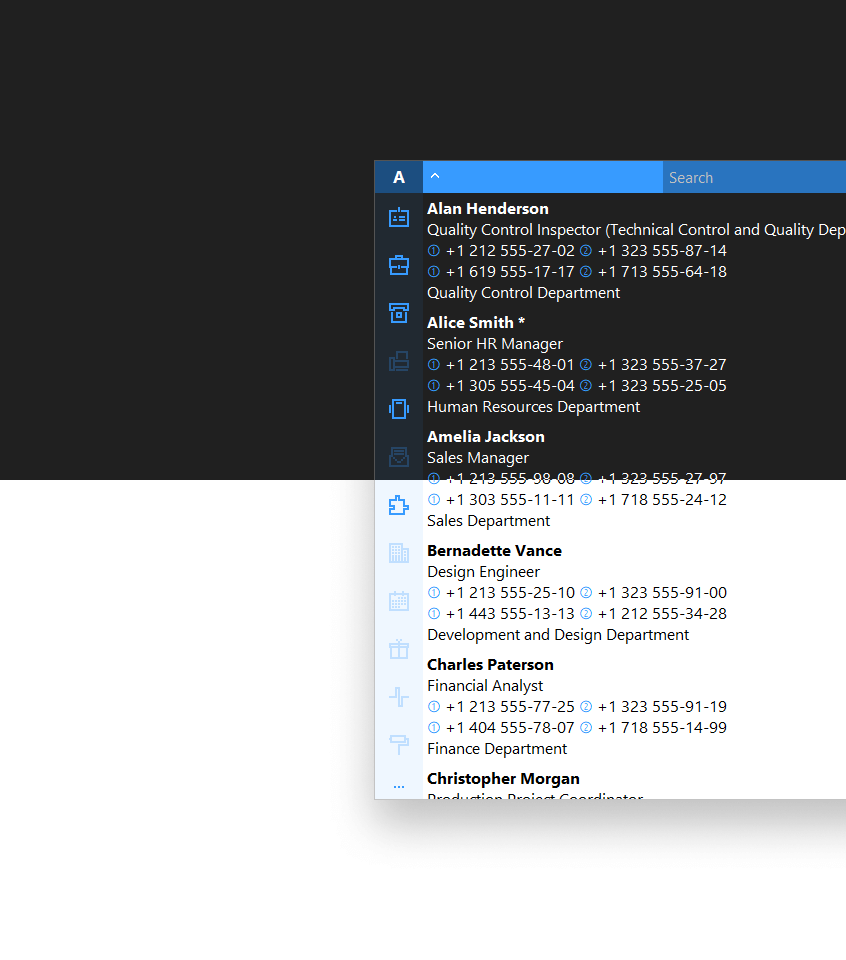 A
Search
Alan Henderson
Quality Control Inspector (Technical Control and Quality Dep
① +1 212 555-27-02 ② +1 323 555-87-14
① +1 619 555-17-17 ② +1 713 555-64-18
Quality Control Department
Alice Smith *
Senior HR Manager
① +1 213 555-48-01 ② +1 323 555-37-27
① +1 305 555-45-04 ② +1 323 555-25-05
Human Resources Department
Amelia Jackson
Sales Manager
① +1 213 555-98-08 ② +1 323 555-27-97
① +1 303 555-11-11 ② +1 718 555-24-12
Sales Department
Bernadette Vance
Design Engineer
① +1 213 555-25-10 ② +1 323 555-91-00
① +1 443 555-13-13 ② +1 212 555-34-28
Development and Design Department
Charles Paterson
Financial Analyst
① +1 213 555-77-25 ② +1 323 555-91-19
① +1 404 555-78-07 ② +1 718 555-14-99
Finance Department
Christopher Morgan
Production Project Coordinator
...